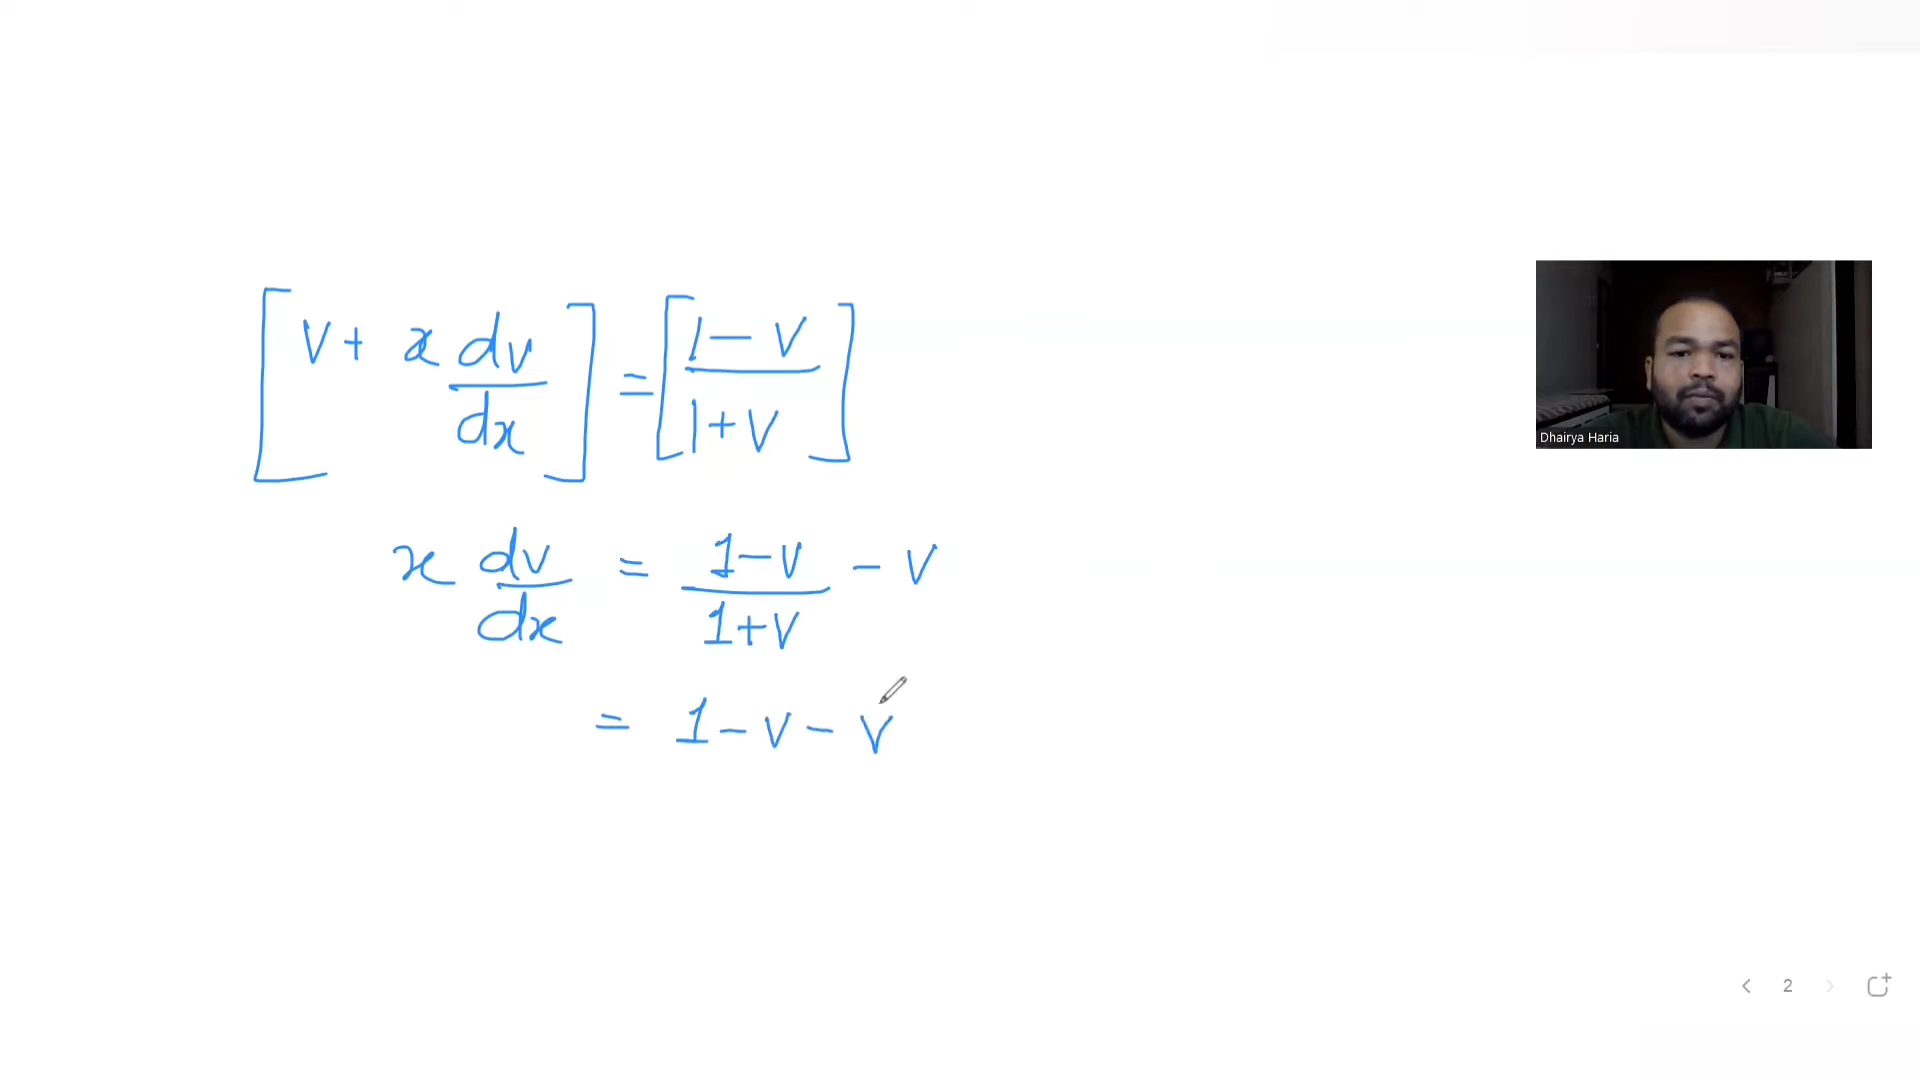 [v + x dv/dx] = [1 - v / 1 + v]
x dv/dx = 1 - v / 1 + v - v
= 1 - v - v
Dhairya Haria
2